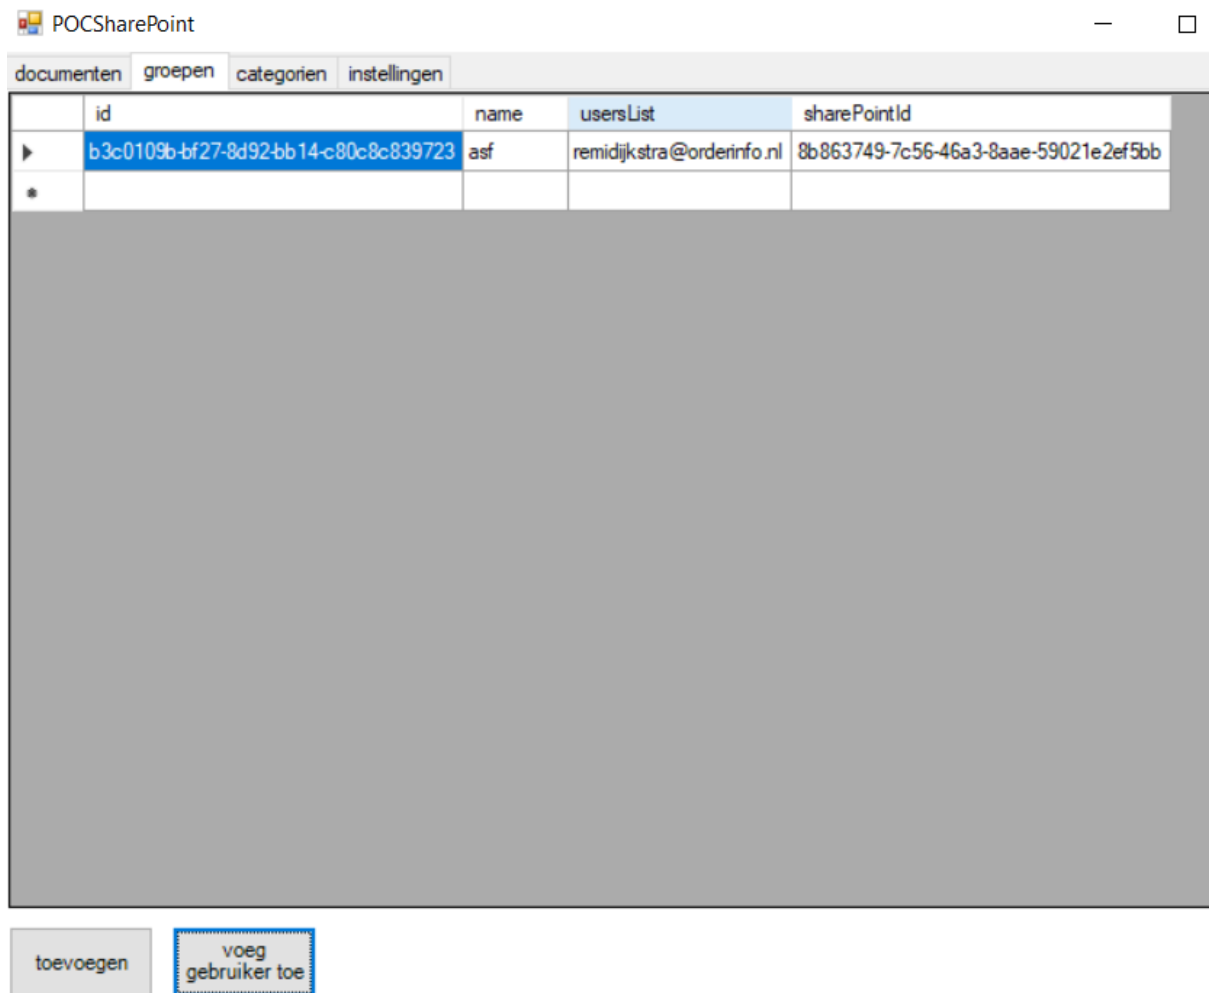 POCSharePoint
documenten groepen categorien instellingen
id name usersList sharePointId
b3c0109b-bf27-8d92-bb14-c80c8c839723 asf remidijkstra@orderinfo.nl 8b863749-7c56-46a3-8aae-59021e2ef5bb
toevoegen
voeg
gebruiker toe